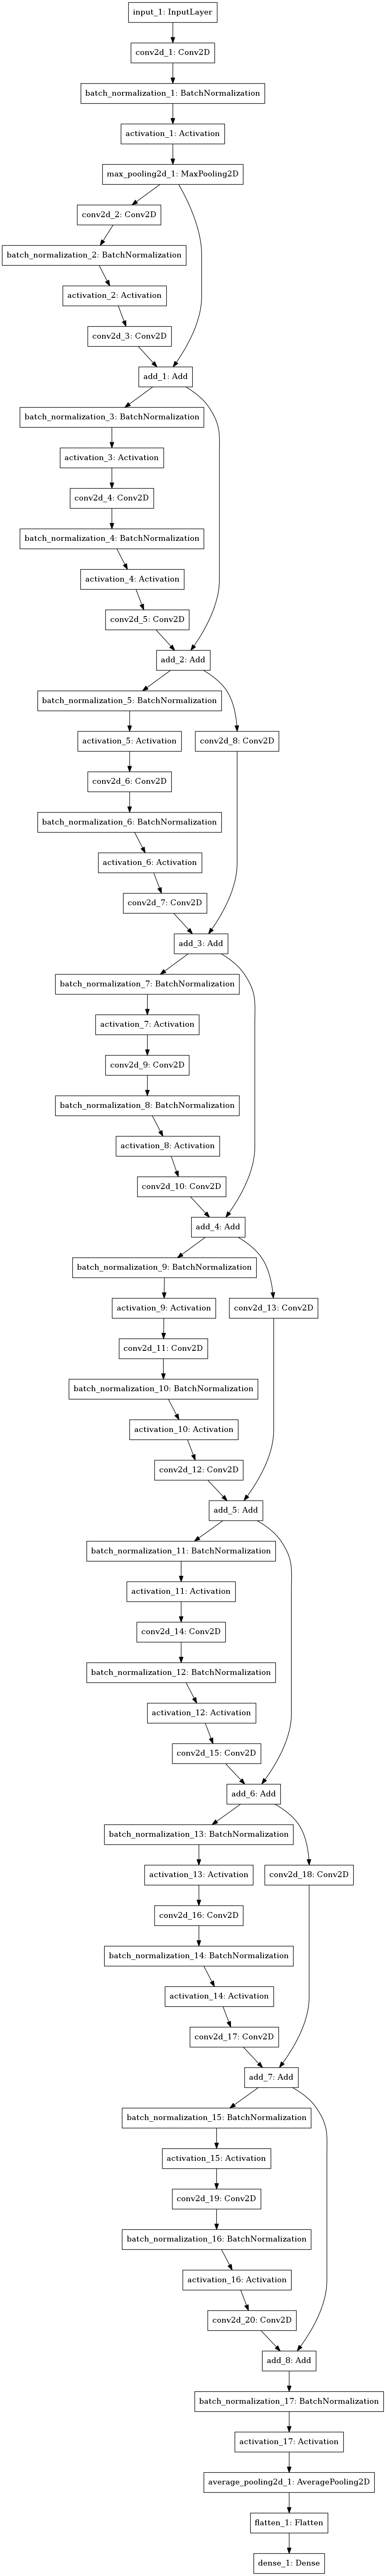 input_1: InputLayer
conv2d_1: Conv2D
batch_normalization_1: BatchNormalization
activation_1: Activation
max_pooling2d_1: MaxPooling2D
conv2d_2: Conv2D
batch_normalization_2: BatchNormalization
activation_2: Activation
conv2d_3: Conv2D
add_1: Add
batch_normalization_3: BatchNormalization
activation_3: Activation
conv2d_4: Conv2D
batch_normalization_4: BatchNormalization
activation_4: Activation
conv2d_5: Conv2D
add_2: Add
batch_normalization_5: BatchNormalization
activation_5: Activation
conv2d_8: Conv2D
conv2d_6: Conv2D
batch_normalization_6: BatchNormalization
activation_6: Activation
conv2d_7: Conv2D
add_3: Add
batch_normalization_7: BatchNormalization
activation_7: Activation
conv2d_9: Conv2D
batch_normalization_8: BatchNormalization
activation_8: Activation
conv2d_10: Conv2D
add_4: Add
batch_normalization_9: BatchNormalization
activation_9: Activation
conv2d_13: Conv2D
conv2d_11: Conv2D
batch_normalization_10: BatchNormalization
activation_10: Activation
conv2d_12: Conv2D
add_5: Add
batch_normalization_11: BatchNormalization
activation_11: Activation
conv2d_14: Conv2D
batch_normalization_12: BatchNormalization
activation_12: Activation
conv2d_15: Conv2D
add_6: Add
batch_normalization_13: BatchNormalization
activation_13: Activation
conv2d_18: Conv2D
conv2d_16: Conv2D
batch_normalization_14: BatchNormalization
activation_14: Activation
conv2d_17: Conv2D
add_7: Add
batch_normalization_15: BatchNormalization
activation_15: Activation
conv2d_19: Conv2D
batch_normalization_16: BatchNormalization
activation_16: Activation
conv2d_20: Conv2D
add_8: Add
batch_normalization_17: BatchNormalization
activation_17: Activation
average_pooling2d_1: AveragePooling2D
flatten_1: Flatten
dense_1: Dense